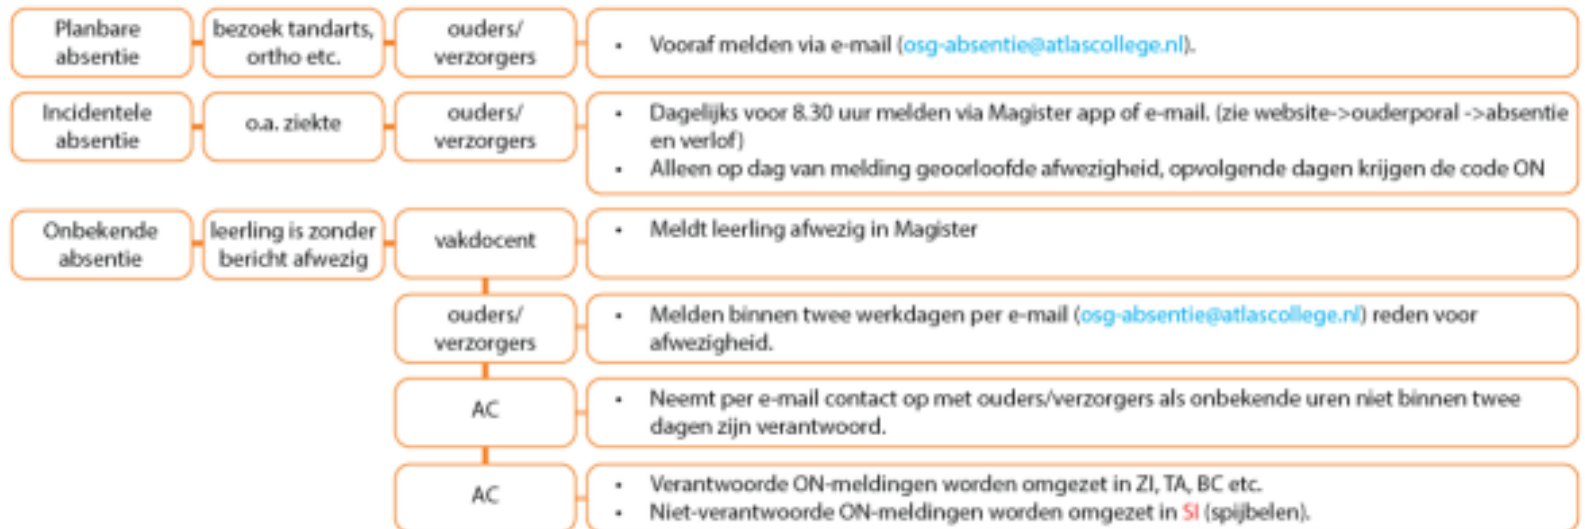 Planbare
absentie
bezoek tandarts,
ortho etc.
ouders/
verzorgers
• Vooraf melden via e-mail (osg-absentie@atlascollege.nl).
Incidentele
absentie
o.a. ziekte
ouders/
verzorgers
• Dagelijks voor 8.30 uur melden via Magister app of e-mail. (zie website->ouderporal ->absentie
en verlof)
• Alleen op dag van melding geoorloofde afwezigheid, opvolgende dagen krijgen de code ON
Onbekende
absentie
leerling is zonder
bericht afwezig
vakdocent
• Meldt leerling afwezig in Magister
ouders/
verzorgers
• Melden binnen twee werkdagen per e-mail (osg-absentie@atlascollege.nl) reden voor
afwezigheid.
AC
• Neemt per e-mail contact op met ouders/verzorgers als onbekende uren niet binnen twee
dagen zijn verantwoord.
AC
• Verantwoorde ON-meldingen worden omgezet in ZI, TA, BC etc.
• Niet-verantwoorde ON-meldingen worden omgezet in SI (spijbelen).